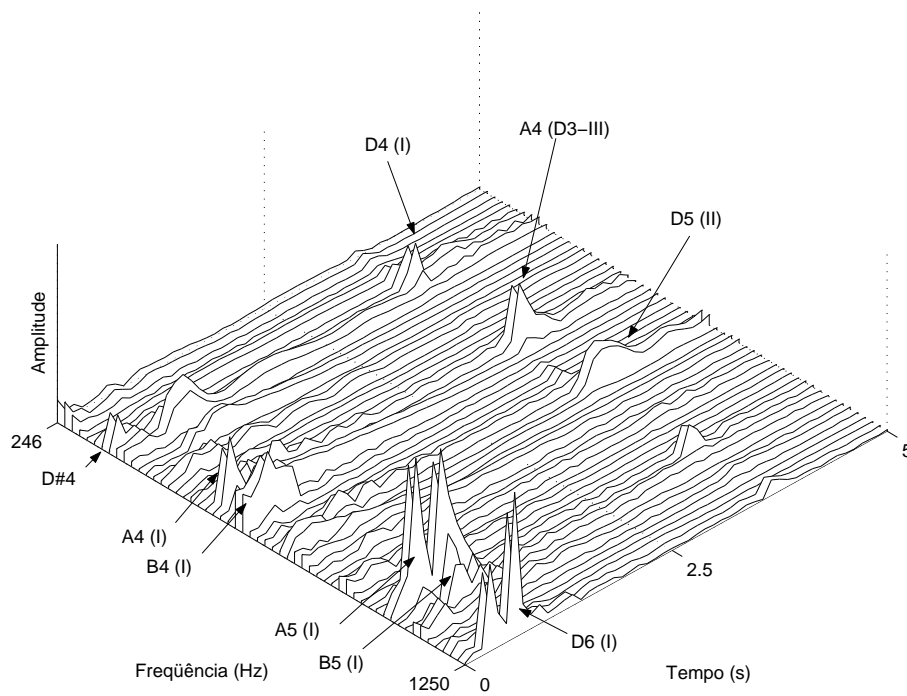 A4 (D3−III)
D4 (I)
D5 (II)
Amplitude
246
5
D#4
A4 (I)
B4 (I)
2.5
A5 (I)
D6 (I)
B5 (I)
Freqüência (Hz)
Tempo (s)
1250
0